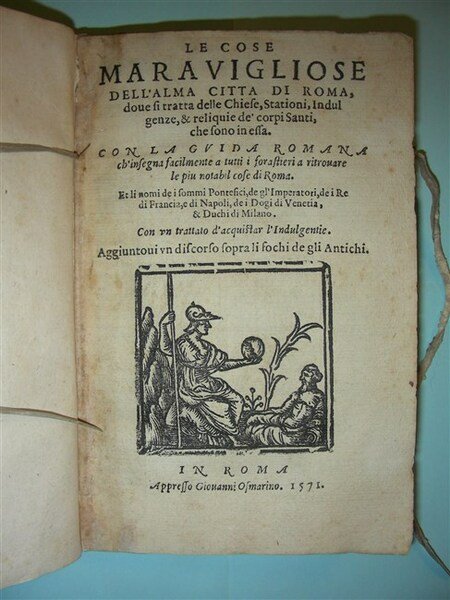 LE COSE
MARAVIGLIOSE
DELL'ALMA CITTA DI ROMA,
doue si tratta delle Chiese, Stationi, Indul
genze, & reliquie de' corpi Santi,
che sono in essa.
CON LA GVIDA ROMANA
ch'insegna facilmente a tutti i forastieri a ritrouare
le piu notabil cose di Roma.
Et li nomi de i sommi Pontefici, de gl'Imperatori, de i Re
di Francia, e di Napoli, de i Dogi di Venetia,
& Duchi di Milano.
Con vn trattato d'acquistar l'Indulgentie.
Aggiuntoui vn discorso sopra li fochi de gli Antichi.
IN ROMA
Appresso Giouanni Osmarino. 1571.